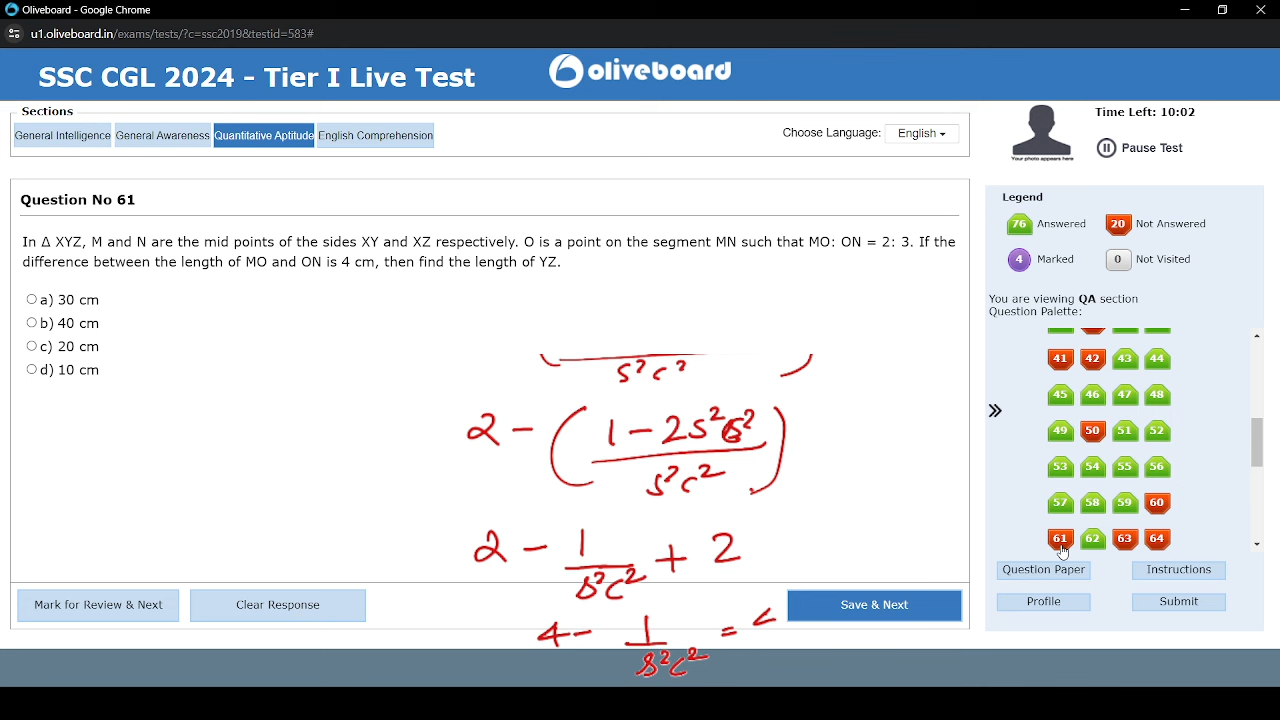 Oliveboard - Google Chrome
u1.oliveboard.in/exams/tests/?c=ssc2019&testid=583#
SSC CGL 2024 - Tier I Live Test
oliveboard
Sections
General Intelligence General Awareness Quantitative Aptitude English Comprehension
Choose Language: English
Your photo appears here
Time Left: 10:02
Pause Test
Question No 61
In Δ XYZ, M and N are the mid points of the sides XY and XZ respectively. O is a point on the segment MN such that MO: ON = 2: 3. If the
difference between the length of MO and ON is 4 cm, then find the length of YZ.
a) 30 cm
b) 40 cm
c) 20 cm
d) 10 cm
s² c²
2 - ( 1 - 2s²c² / s²c² )
2 - 1 / s²c² + 2
4 - 1 / s²c² = 4
Mark for Review & Next
Clear Response
Save & Next
Legend
76 Answered 20 Not Answered
4 Marked 0 Not Visited
You are viewing QA section
Question Palette:
41 42 43 44
45 46 47 48
49 50 51 52
53 54 55 56
57 58 59 60
61 62 63 64
Question Paper Instructions
Profile Submit